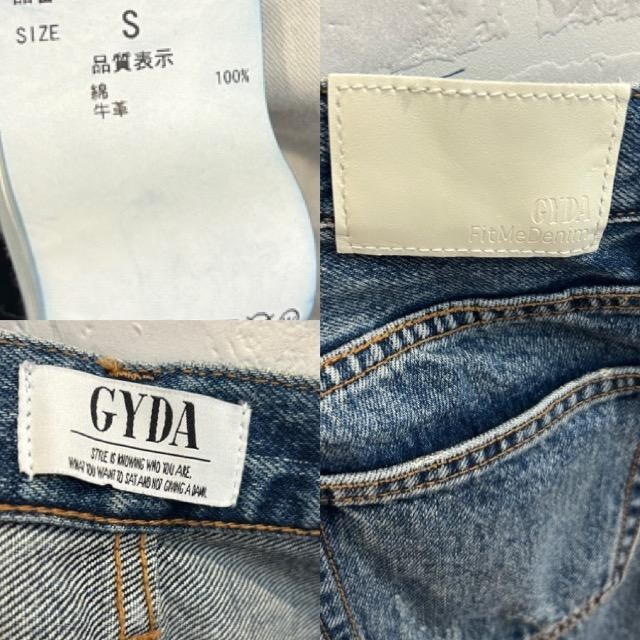 SIZE S
品質表示
綿 100%
牛革
GYDA
FitMeDenim
GYDA
STYLE IS KNOWING WHO YOU ARE.
WHAT YOU WANT TO SAY, AND NOT GIVING A DAMN.